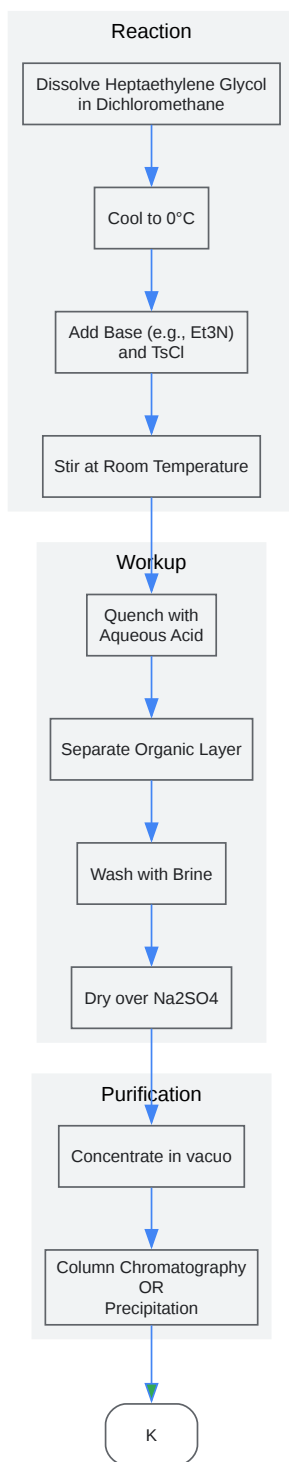 Reaction
Dissolve Heptaethylene Glycol
in Dichloromethane
Cool to 0°C
Add Base (e.g., Et3N)
and TsCl
Stir at Room Temperature
Workup
Quench with
Aqueous Acid
Separate Organic Layer
Wash with Brine
Dry over Na2SO4
Purification
Concentrate in vacuo
Column Chromatography
OR
Precipitation
K